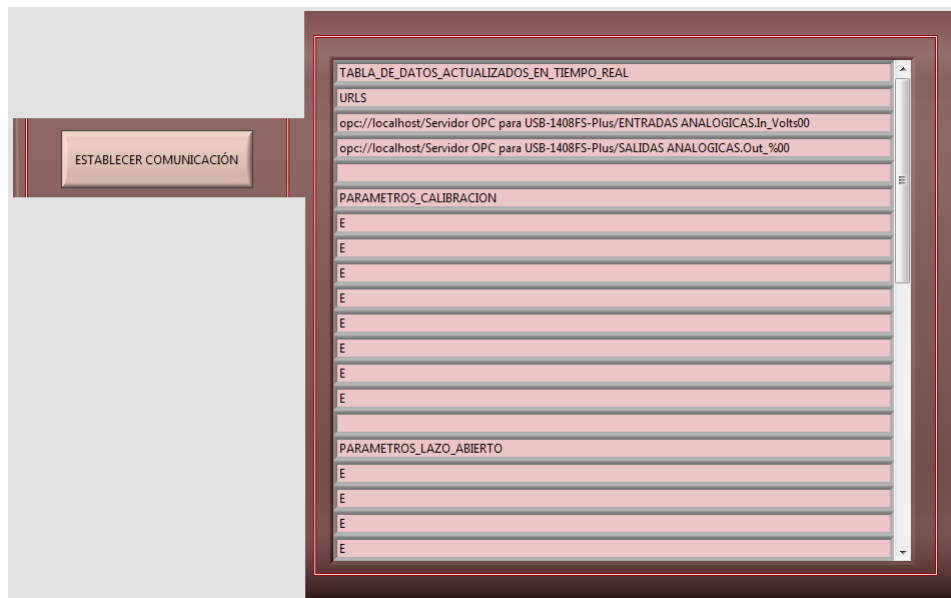 ESTABLECER COMUNICACIÓN
TABLA_DE_DATOS_ACTUALIZADOS_EN_TIEMPO_REAL
URLS
opc://localhost/Servidor OPC para USB-1408FS-Plus/ENTRADAS ANALOGICAS.In_Volts00
opc://localhost/Servidor OPC para USB-1408FS-Plus/SALIDAS ANALOGICAS.Out_%00
PARAMETROS_CALIBRACION
E
E
E
E
E
E
E
E
PARAMETROS_LAZO_ABIERTO
E
E
E
E